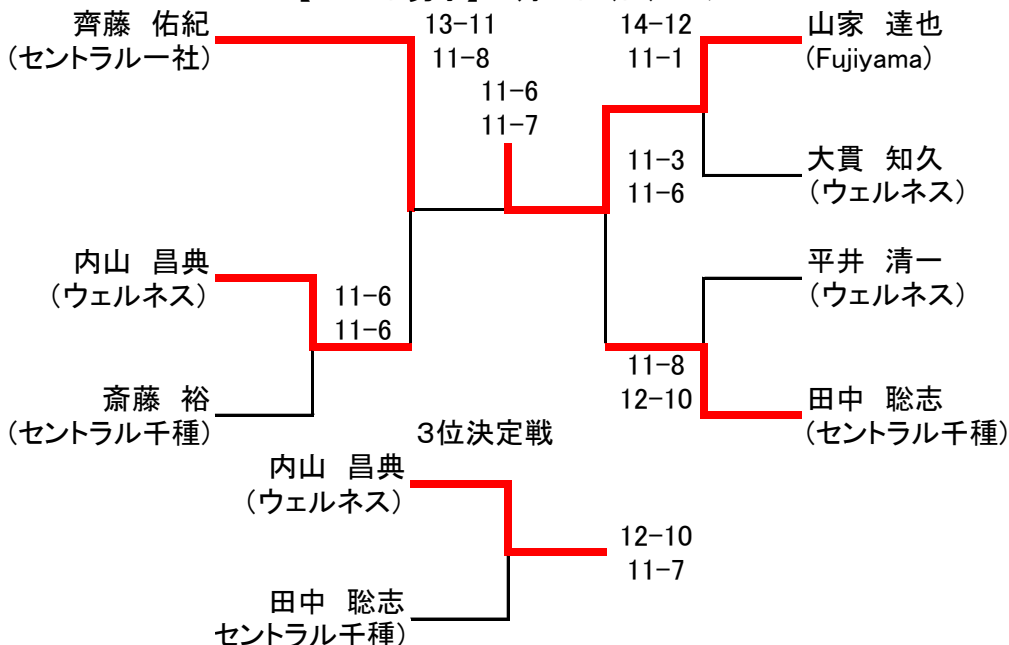 齊藤 佑紀
(セントラル一社)
13-11
11-8
11-6
11-7
14-12
11-1
山家 達也
(Fujiyama)
11-3
11-6
大貫 知久
(ウェルネス)
内山 昌典
(ウェルネス)
11-6
11-6
平井 清一
(ウェルネス)
斎藤 裕
(セントラル千種)
11-8
12-10
田中 聡志
(セントラル千種)
3位決定戦
内山 昌典
(ウェルネス)
12-10
11-7
田中 聡志
セントラル千種)